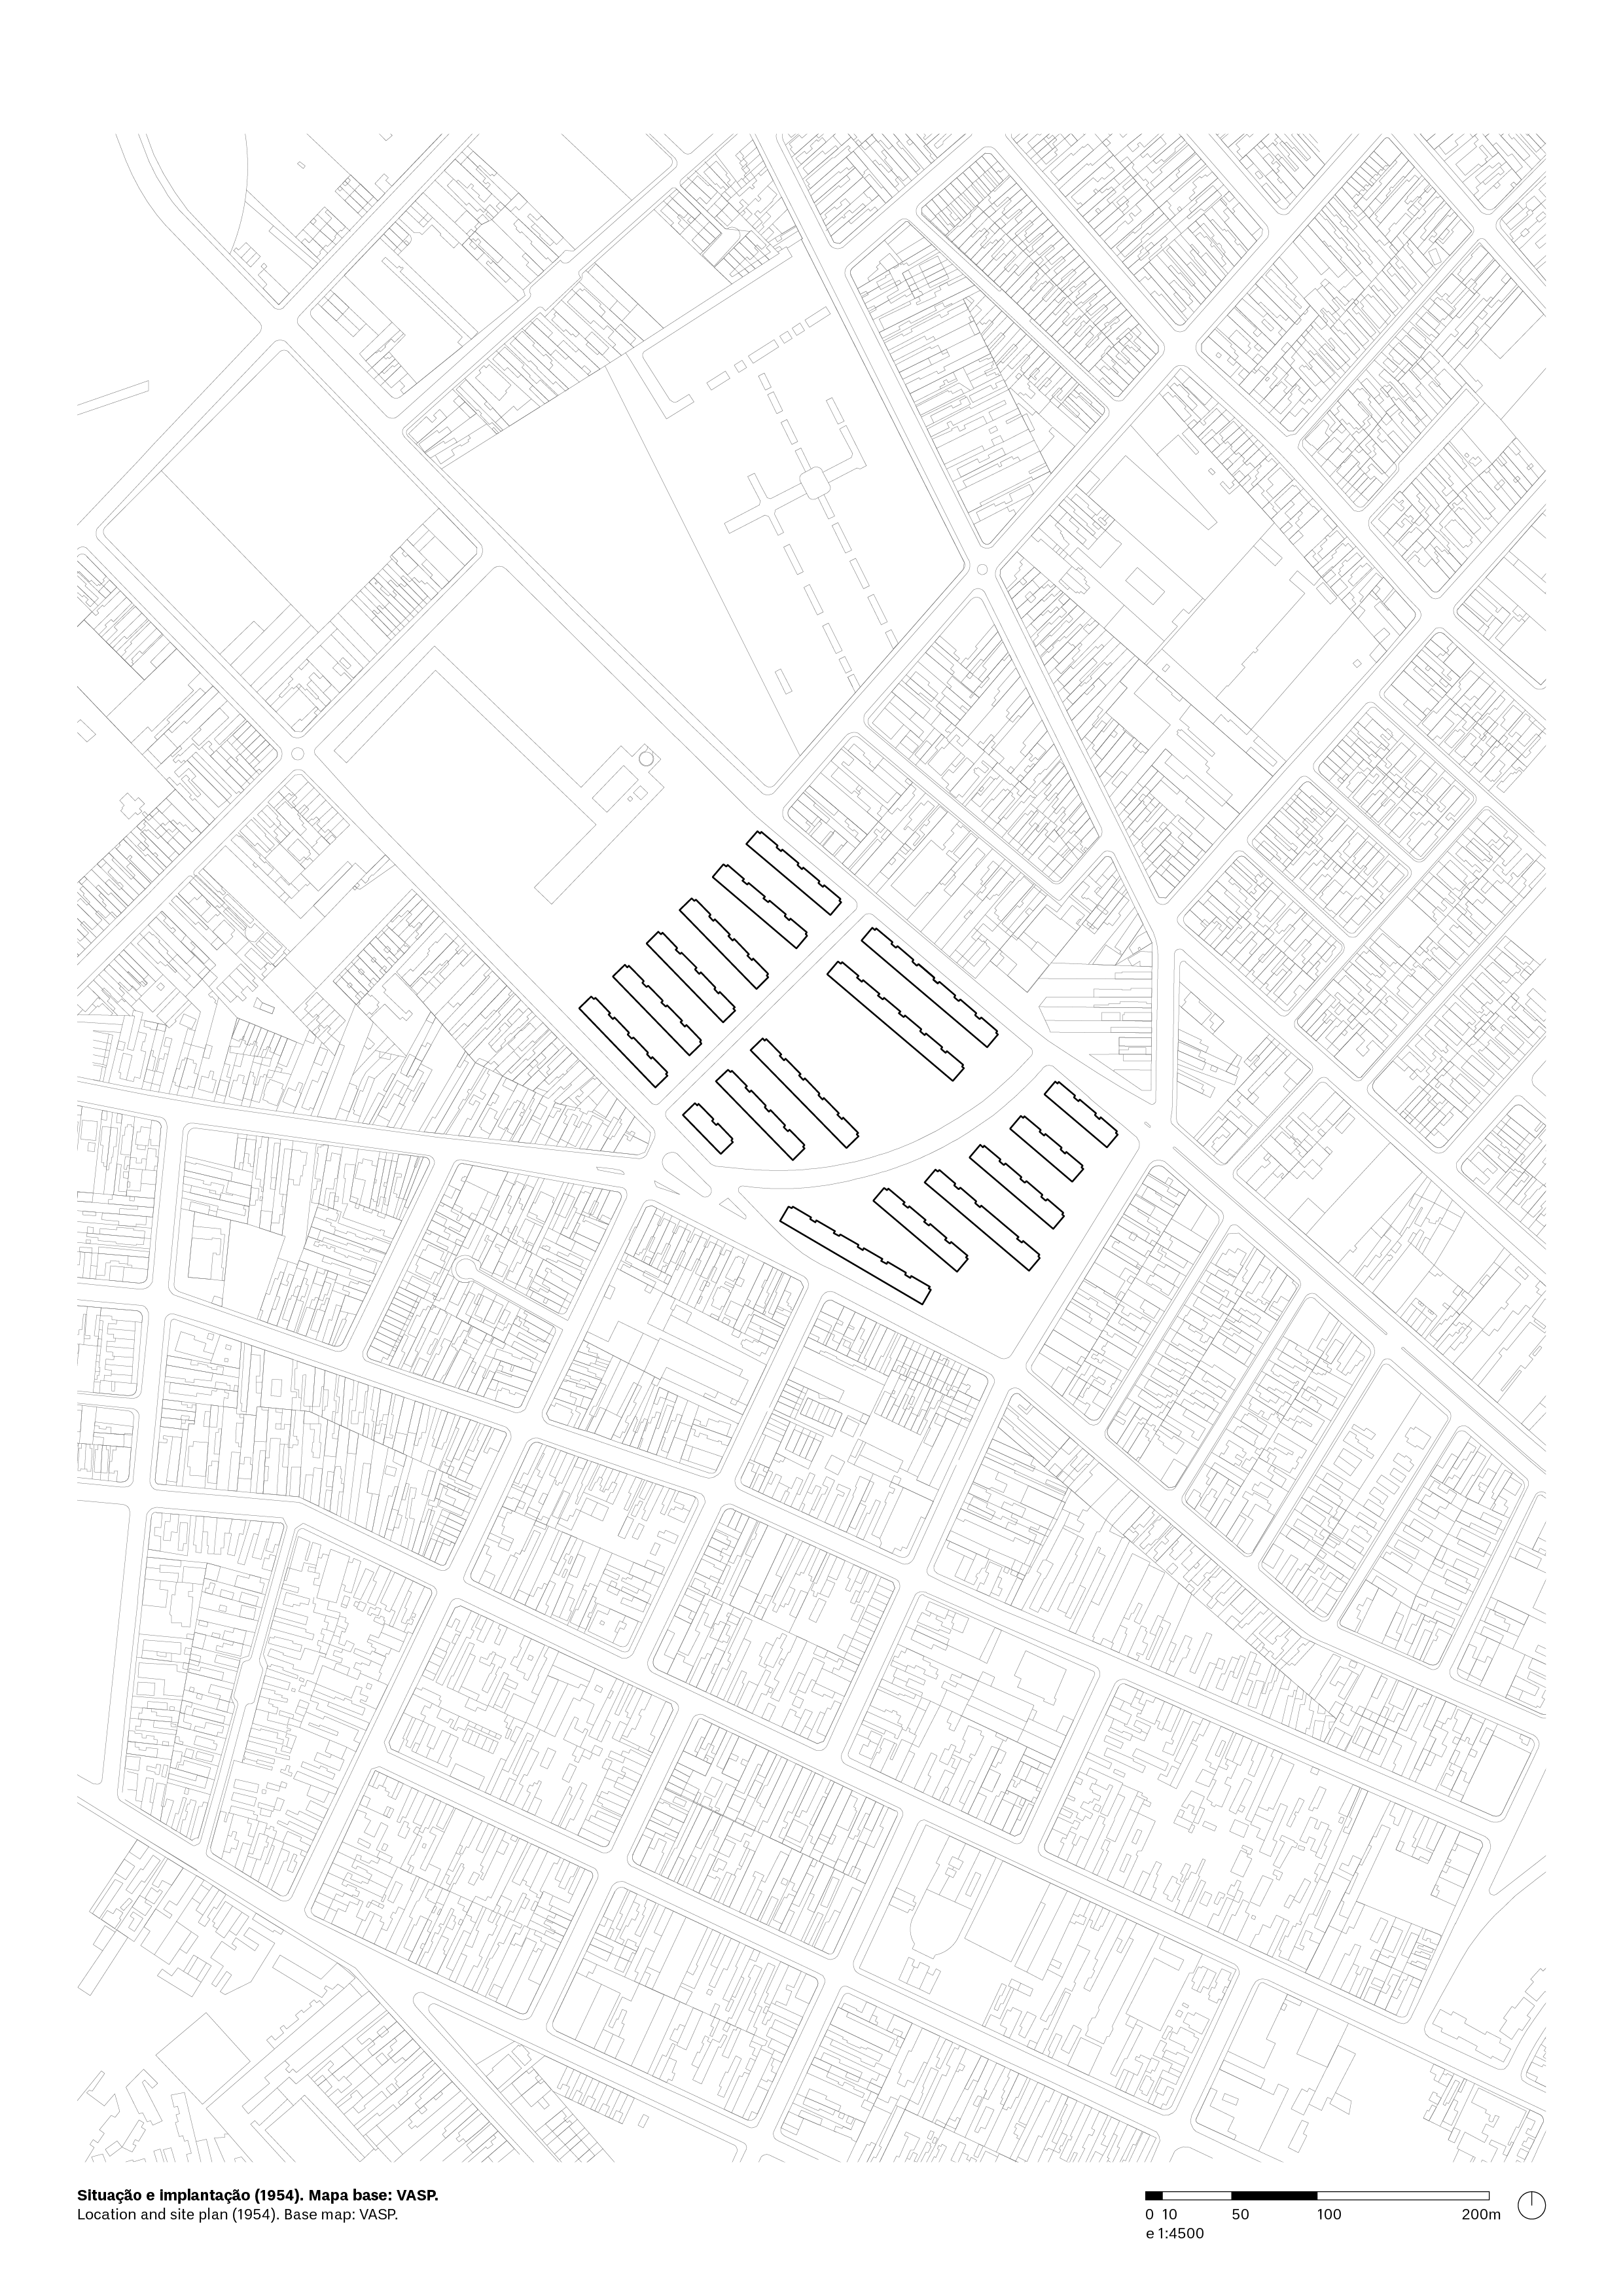 Situação e implantação (1954). Mapa base: VASP.
Location and site plan (1954). Base map: VASP.
0 10 50 100 200m
e 1:4500